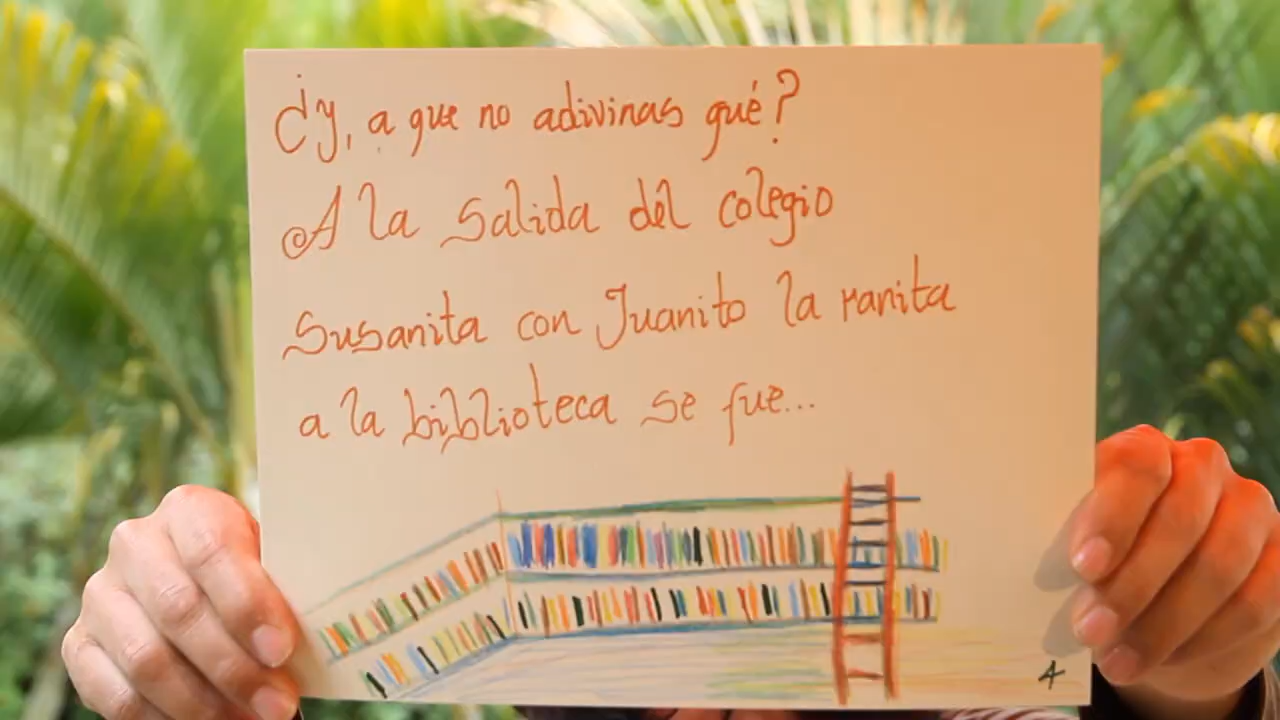 ¿y, a que no adivinas qué?
A la salida del colegio
Susanita con Juanito la ranita
a la biblioteca se fue...
4